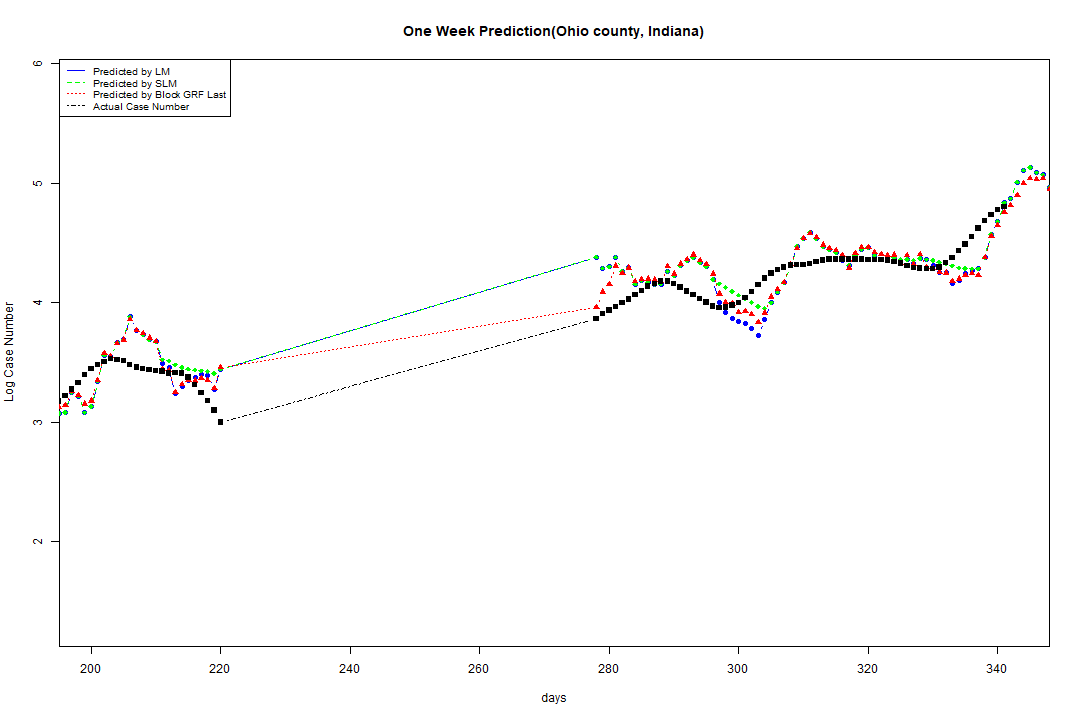 One Week Prediction(Ohio county, Indiana)
Predicted by LM
Predicted by SLM
Predicted by Block GRF Last
Actual Case Number
6
5
4
3
2
Log Case Number
200 220 240 260 280 300 320 340
days